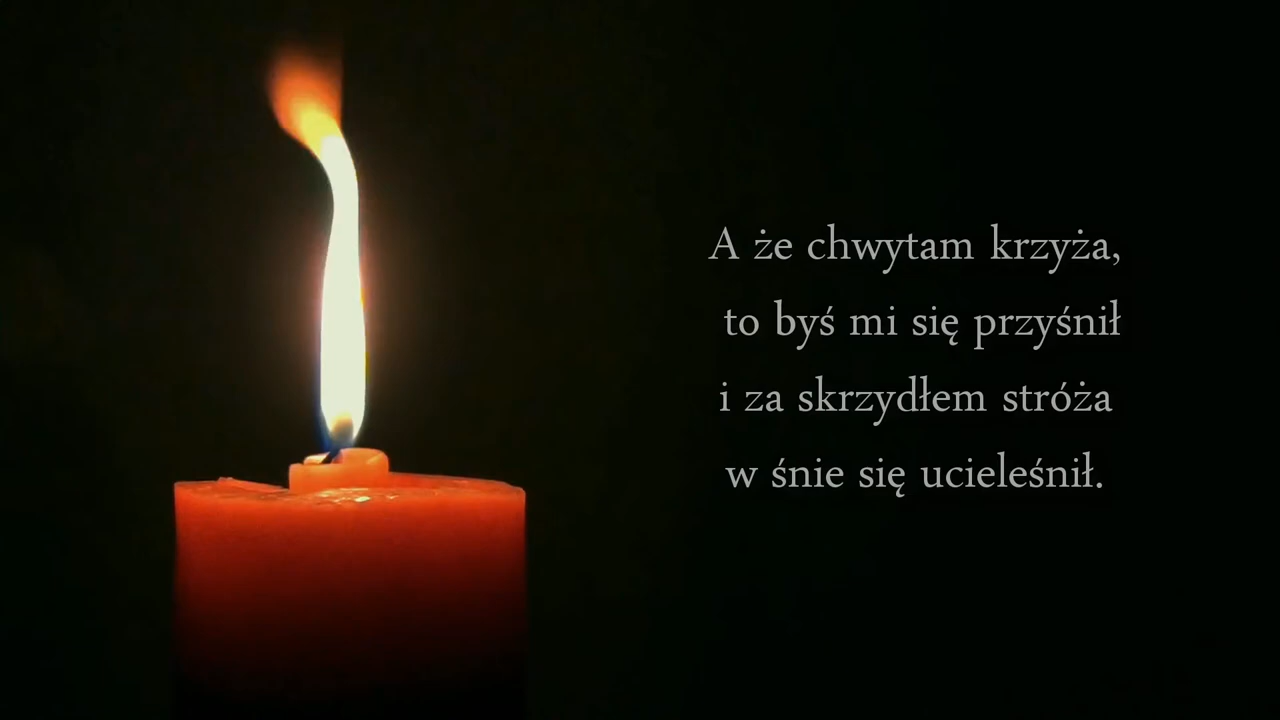 A że chwytam krzyża,
to byś mi się przyśnił
i za skrzydłem stróża
w śnie się ucieleśnił.